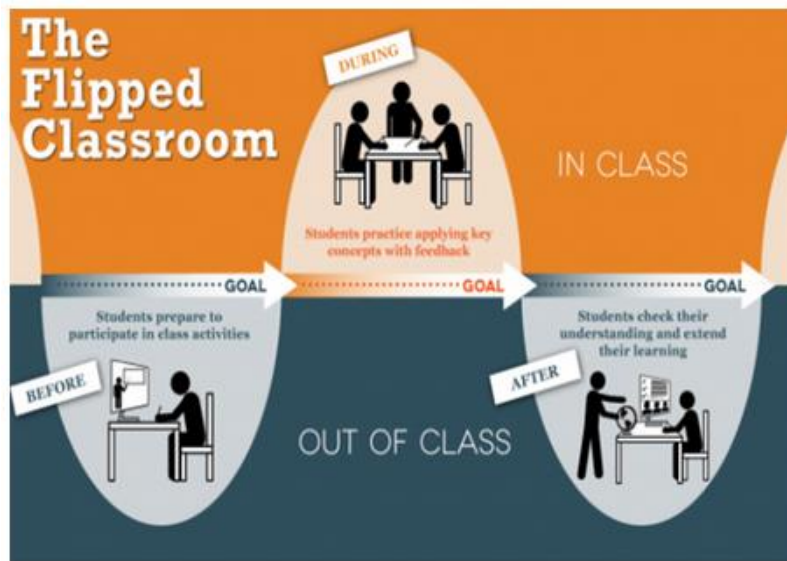 The
Flipped
Classroom
DURING
IN CLASS
Students practice applying key
concepts with feedback
GOAL
GOAL
GOAL
Students prepare to
participate in class activities
BEFORE
OUT OF CLASS
Students check their
understanding and extend
their learning
AFTER